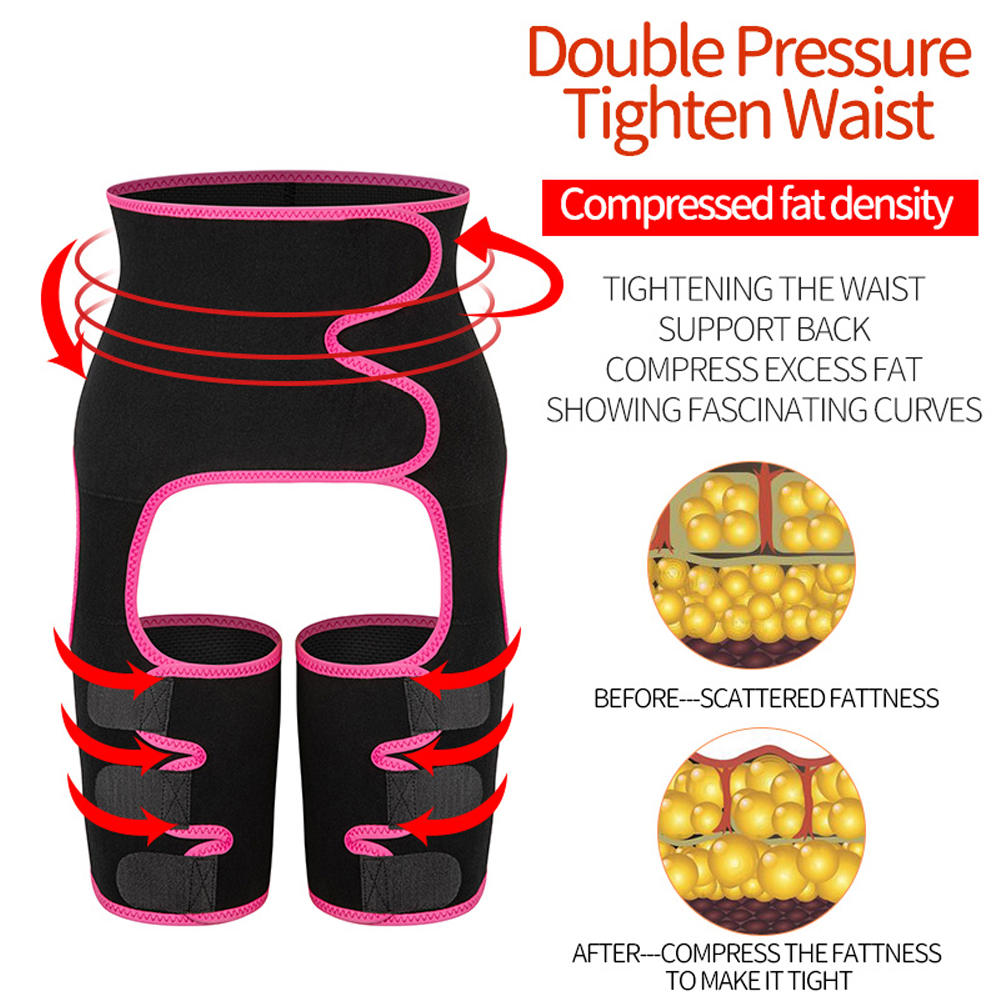 Double Pressure
Tighten Waist
Compressed fat density
TIGHTENING THE WAIST
SUPPORT BACK
COMPRESS EXCESS FAT
SHOWING FASCINATING CURVES
BEFORE---SCATTERED FATTNESS
AFTER---COMPRESS THE FATTNESS
TO MAKE IT TIGHT